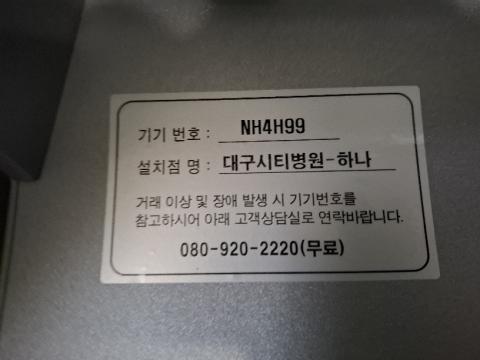 기기 번호 : NH4H99
설치점 명 : 대구시티병원-하나
거래 이상 및 장애 발생 시 기기번호를
참고하시어 아래 고객상담실로 연락바랍니다.
080-920-2220(무료)